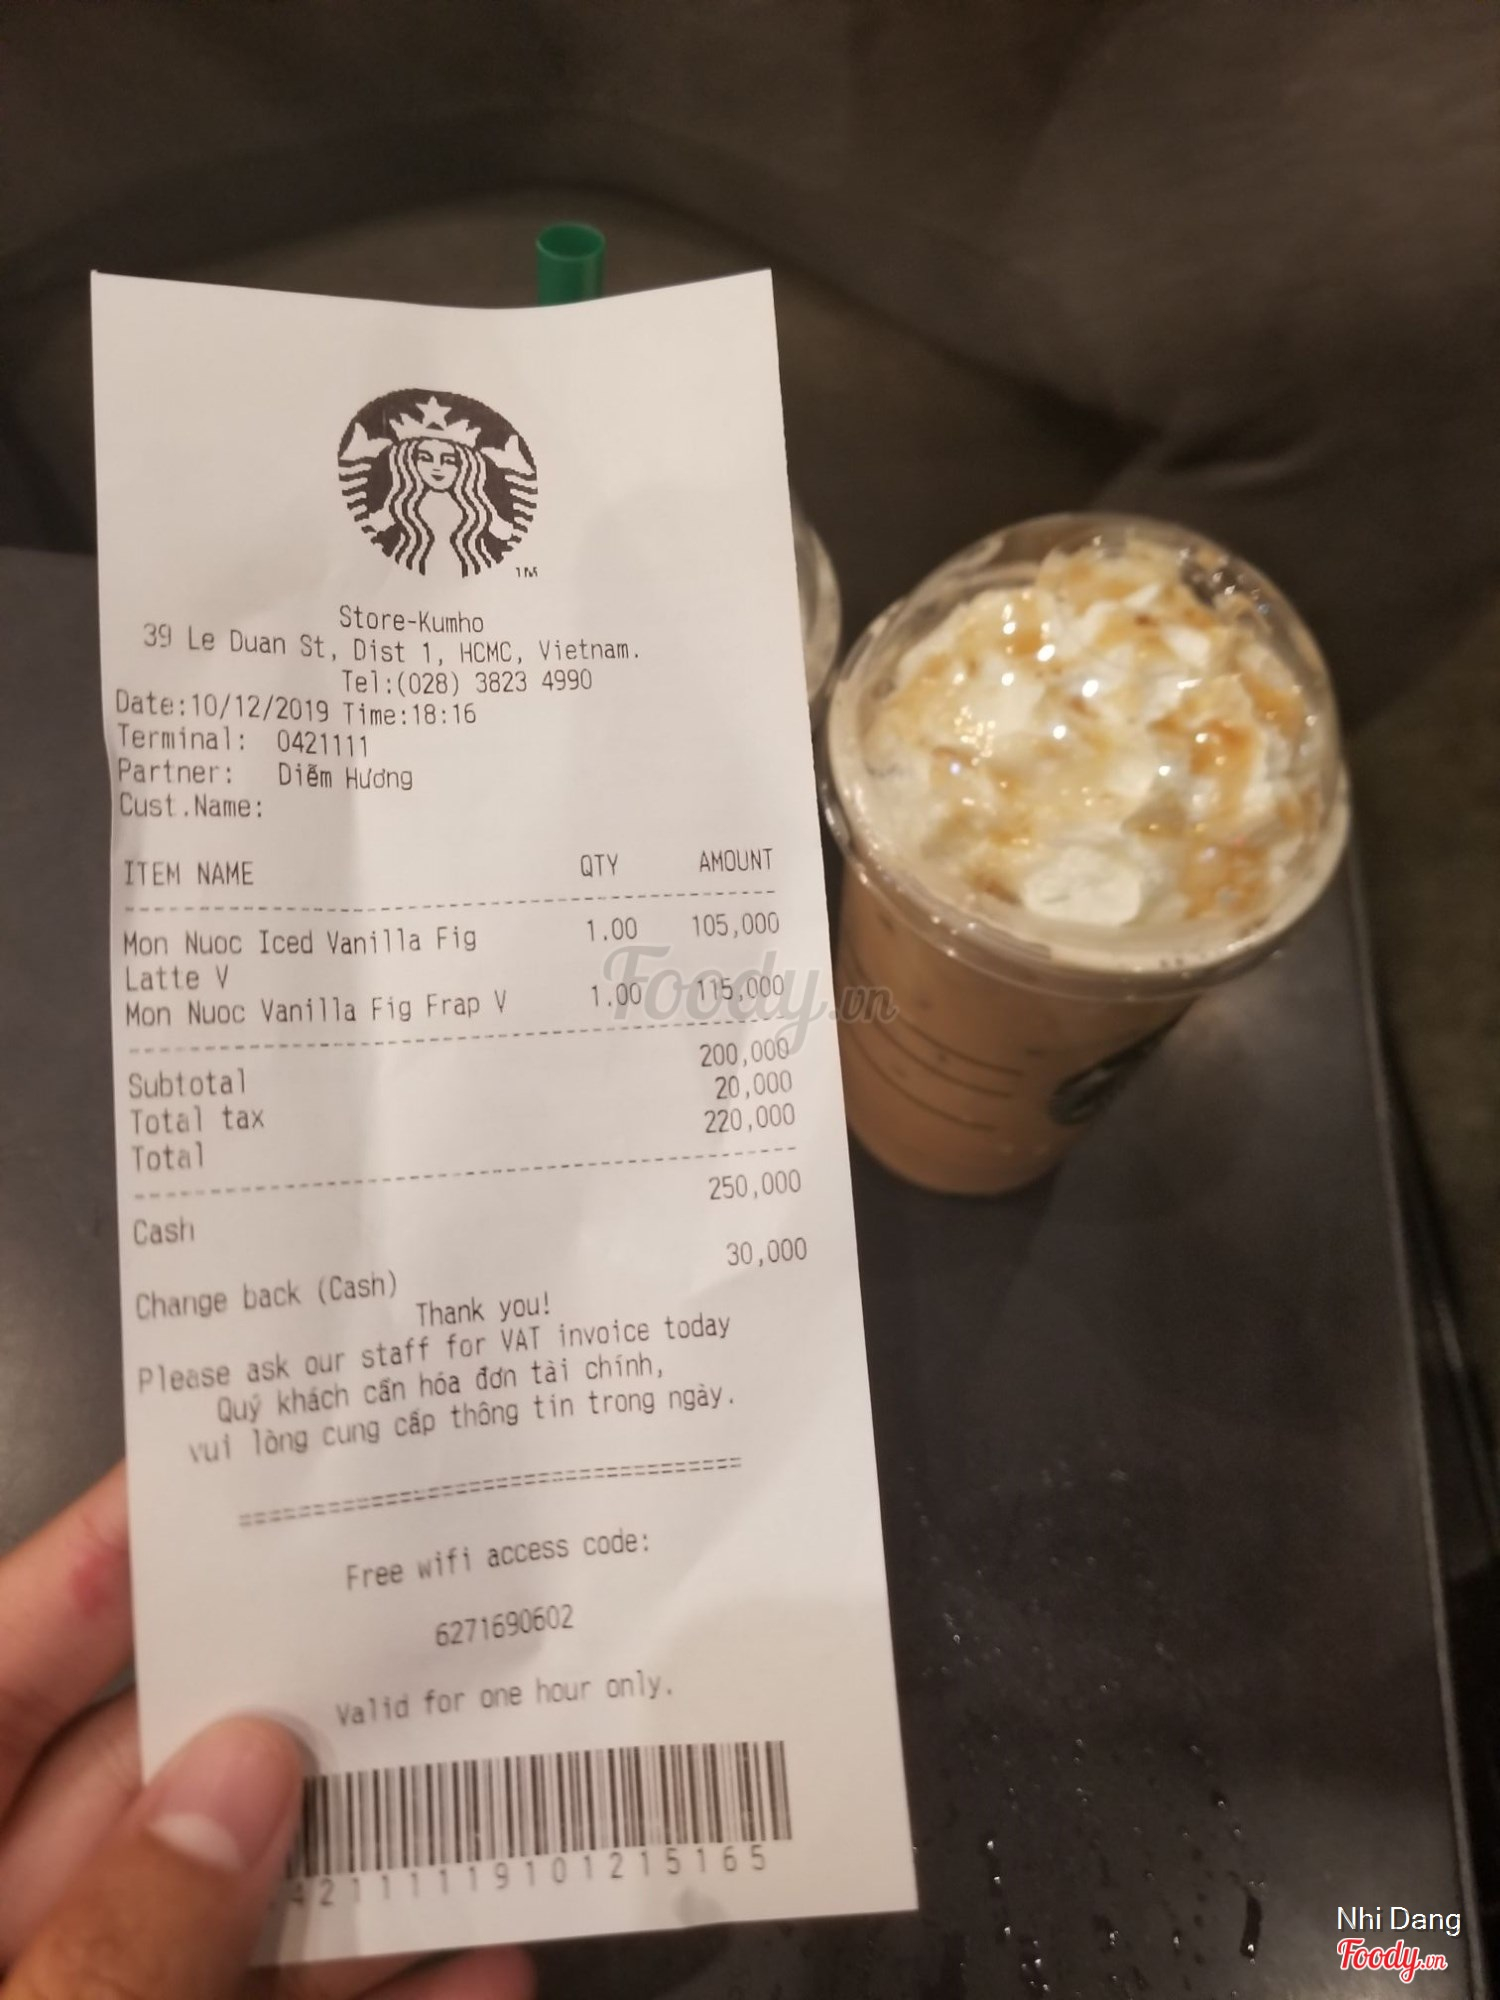 TM
Store-Kumho
39 Le Duan St, Dist 1, HCMC, Vietnam.
Tel:(028) 3823 4990
Date:10/12/2019 Time:18:16
Terminal: 0421111
Partner: Diễm Hương
Cust.Name:
ITEM NAME QTY AMOUNT
Mon Nuoc Iced Vanilla Fig 1.00 105,000
Latte V
Mon Nuoc Vanilla Fig Frap V 1.00 115,000
Subtotal 200,000
Total tax 20,000
Total 220,000
Cash 250,000
Change back (Cash) 30,000
Thank you!
Please ask our staff for VAT invoice today
Quý khách cần hóa đơn tài chính,
vui lòng cung cấp thông tin trong ngày.
Free wifi access code:
6271690602
Valid for one hour only.
42111119101215165
Foody.vn
Nhi Dang
Foody.vn